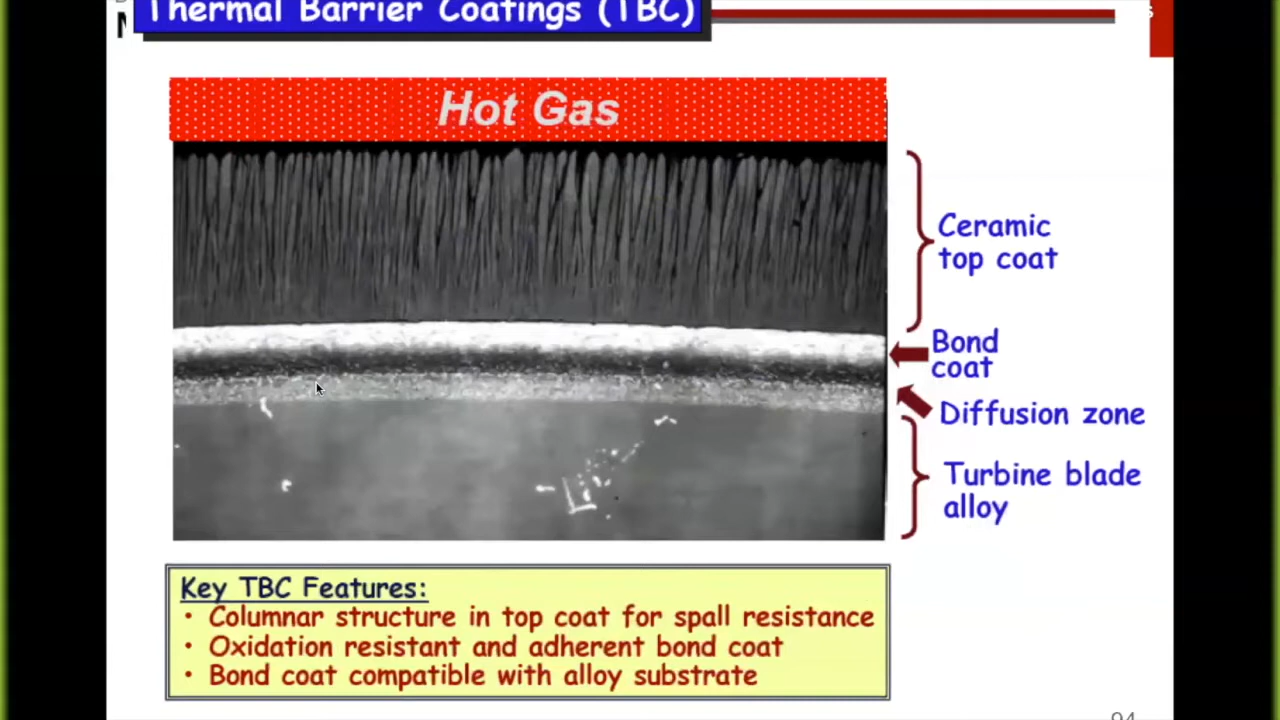 Thermal Barrier Coatings (TBC)
Hot Gas
Ceramic
top coat
Bond
coat
Diffusion zone
Turbine blade
alloy
Key TBC Features:
• Columnar structure in top coat for spall resistance
• Oxidation resistant and adherent bond coat
• Bond coat compatible with alloy substrate
94